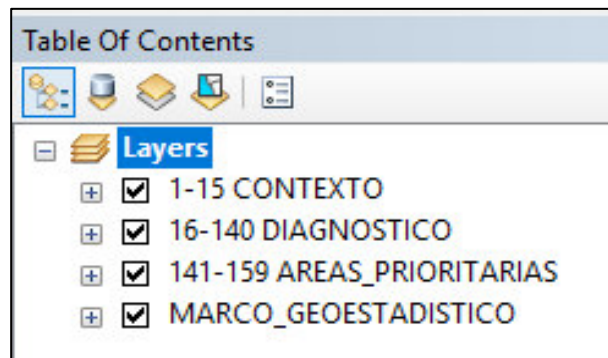 Table Of Contents
Layers
1-15 CONTEXTO
16-140 DIAGNOSTICO
141-159 AREAS_PRIORITARIAS
MARCO_GEOESTADISTICO